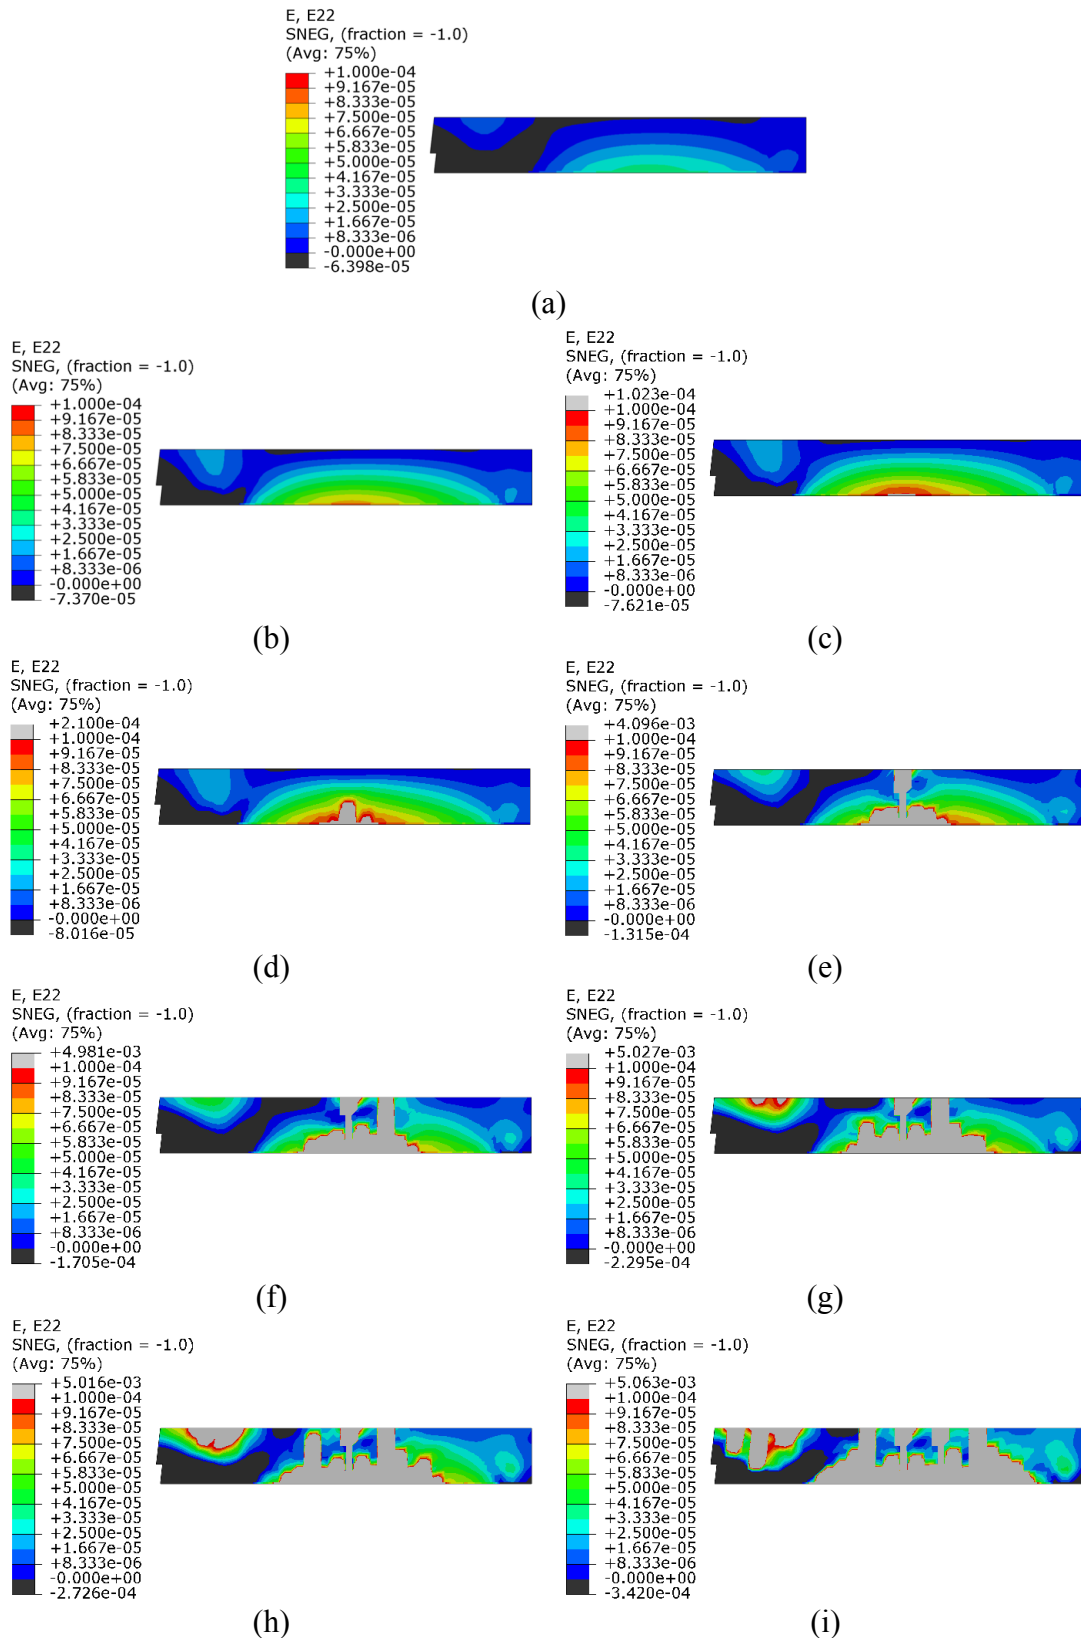 E, E22
SNEG, (fraction = -1.0)
(Avg: 75%)
+1.000e-04
+9.167e-05
+8.333e-05
+7.500e-05
+6.667e-05
+5.833e-05
+5.000e-05
+4.167e-05
+3.333e-05
+2.500e-05
+1.667e-05
+8.333e-06
-0.000e+00
-6.398e-05
(a)
E, E22
SNEG, (fraction = -1.0)
(Avg: 75%)
+1.000e-04
+9.167e-05
+8.333e-05
+7.500e-05
+6.667e-05
+5.833e-05
+5.000e-05
+4.167e-05
+3.333e-05
+2.500e-05
+1.667e-05
+8.333e-06
-0.000e+00
-7.370e-05
(b)
E, E22
SNEG, (fraction = -1.0)
(Avg: 75%)
+1.023e-04
+1.000e-04
+9.167e-05
+8.333e-05
+7.500e-05
+6.667e-05
+5.833e-05
+5.000e-05
+4.167e-05
+3.333e-05
+2.500e-05
+1.667e-05
+8.333e-06
-0.000e+00
-7.621e-05
(c)
E, E22
SNEG, (fraction = -1.0)
(Avg: 75%)
+2.100e-04
+1.000e-04
+9.167e-05
+8.333e-05
+7.500e-05
+6.667e-05
+5.833e-05
+5.000e-05
+4.167e-05
+3.333e-05
+2.500e-05
+1.667e-05
+8.333e-06
-0.000e+00
-8.016e-05
(d)
E, E22
SNEG, (fraction = -1.0)
(Avg: 75%)
+4.096e-03
+1.000e-04
+9.167e-05
+8.333e-05
+7.500e-05
+6.667e-05
+5.833e-05
+5.000e-05
+4.167e-05
+3.333e-05
+2.500e-05
+1.667e-05
+8.333e-06
-0.000e+00
-1.315e-04
(e)
E, E22
SNEG, (fraction = -1.0)
(Avg: 75%)
+4.981e-03
+1.000e-04
+9.167e-05
+8.333e-05
+7.500e-05
+6.667e-05
+5.833e-05
+5.000e-05
+4.167e-05
+3.333e-05
+2.500e-05
+1.667e-05
+8.333e-06
-0.000e+00
-1.705e-04
(f)
E, E22
SNEG, (fraction = -1.0)
(Avg: 75%)
+5.027e-03
+1.000e-04
+9.167e-05
+8.333e-05
+7.500e-05
+6.667e-05
+5.833e-05
+5.000e-05
+4.167e-05
+3.333e-05
+2.500e-05
+1.667e-05
+8.333e-06
-0.000e+00
-2.295e-04
(g)
E, E22
SNEG, (fraction = -1.0)
(Avg: 75%)
+5.016e-03
+1.000e-04
+9.167e-05
+8.333e-05
+7.500e-05
+6.667e-05
+5.833e-05
+5.000e-05
+4.167e-05
+3.333e-05
+2.500e-05
+1.667e-05
+8.333e-06
-0.000e+00
-2.726e-04
(h)
E, E22
SNEG, (fraction = -1.0)
(Avg: 75%)
+5.063e-03
+1.000e-04
+9.167e-05
+8.333e-05
+7.500e-05
+6.667e-05
+5.833e-05
+5.000e-05
+4.167e-05
+3.333e-05
+2.500e-05
+1.667e-05
+8.333e-06
-0.000e+00
-3.420e-04
(i)